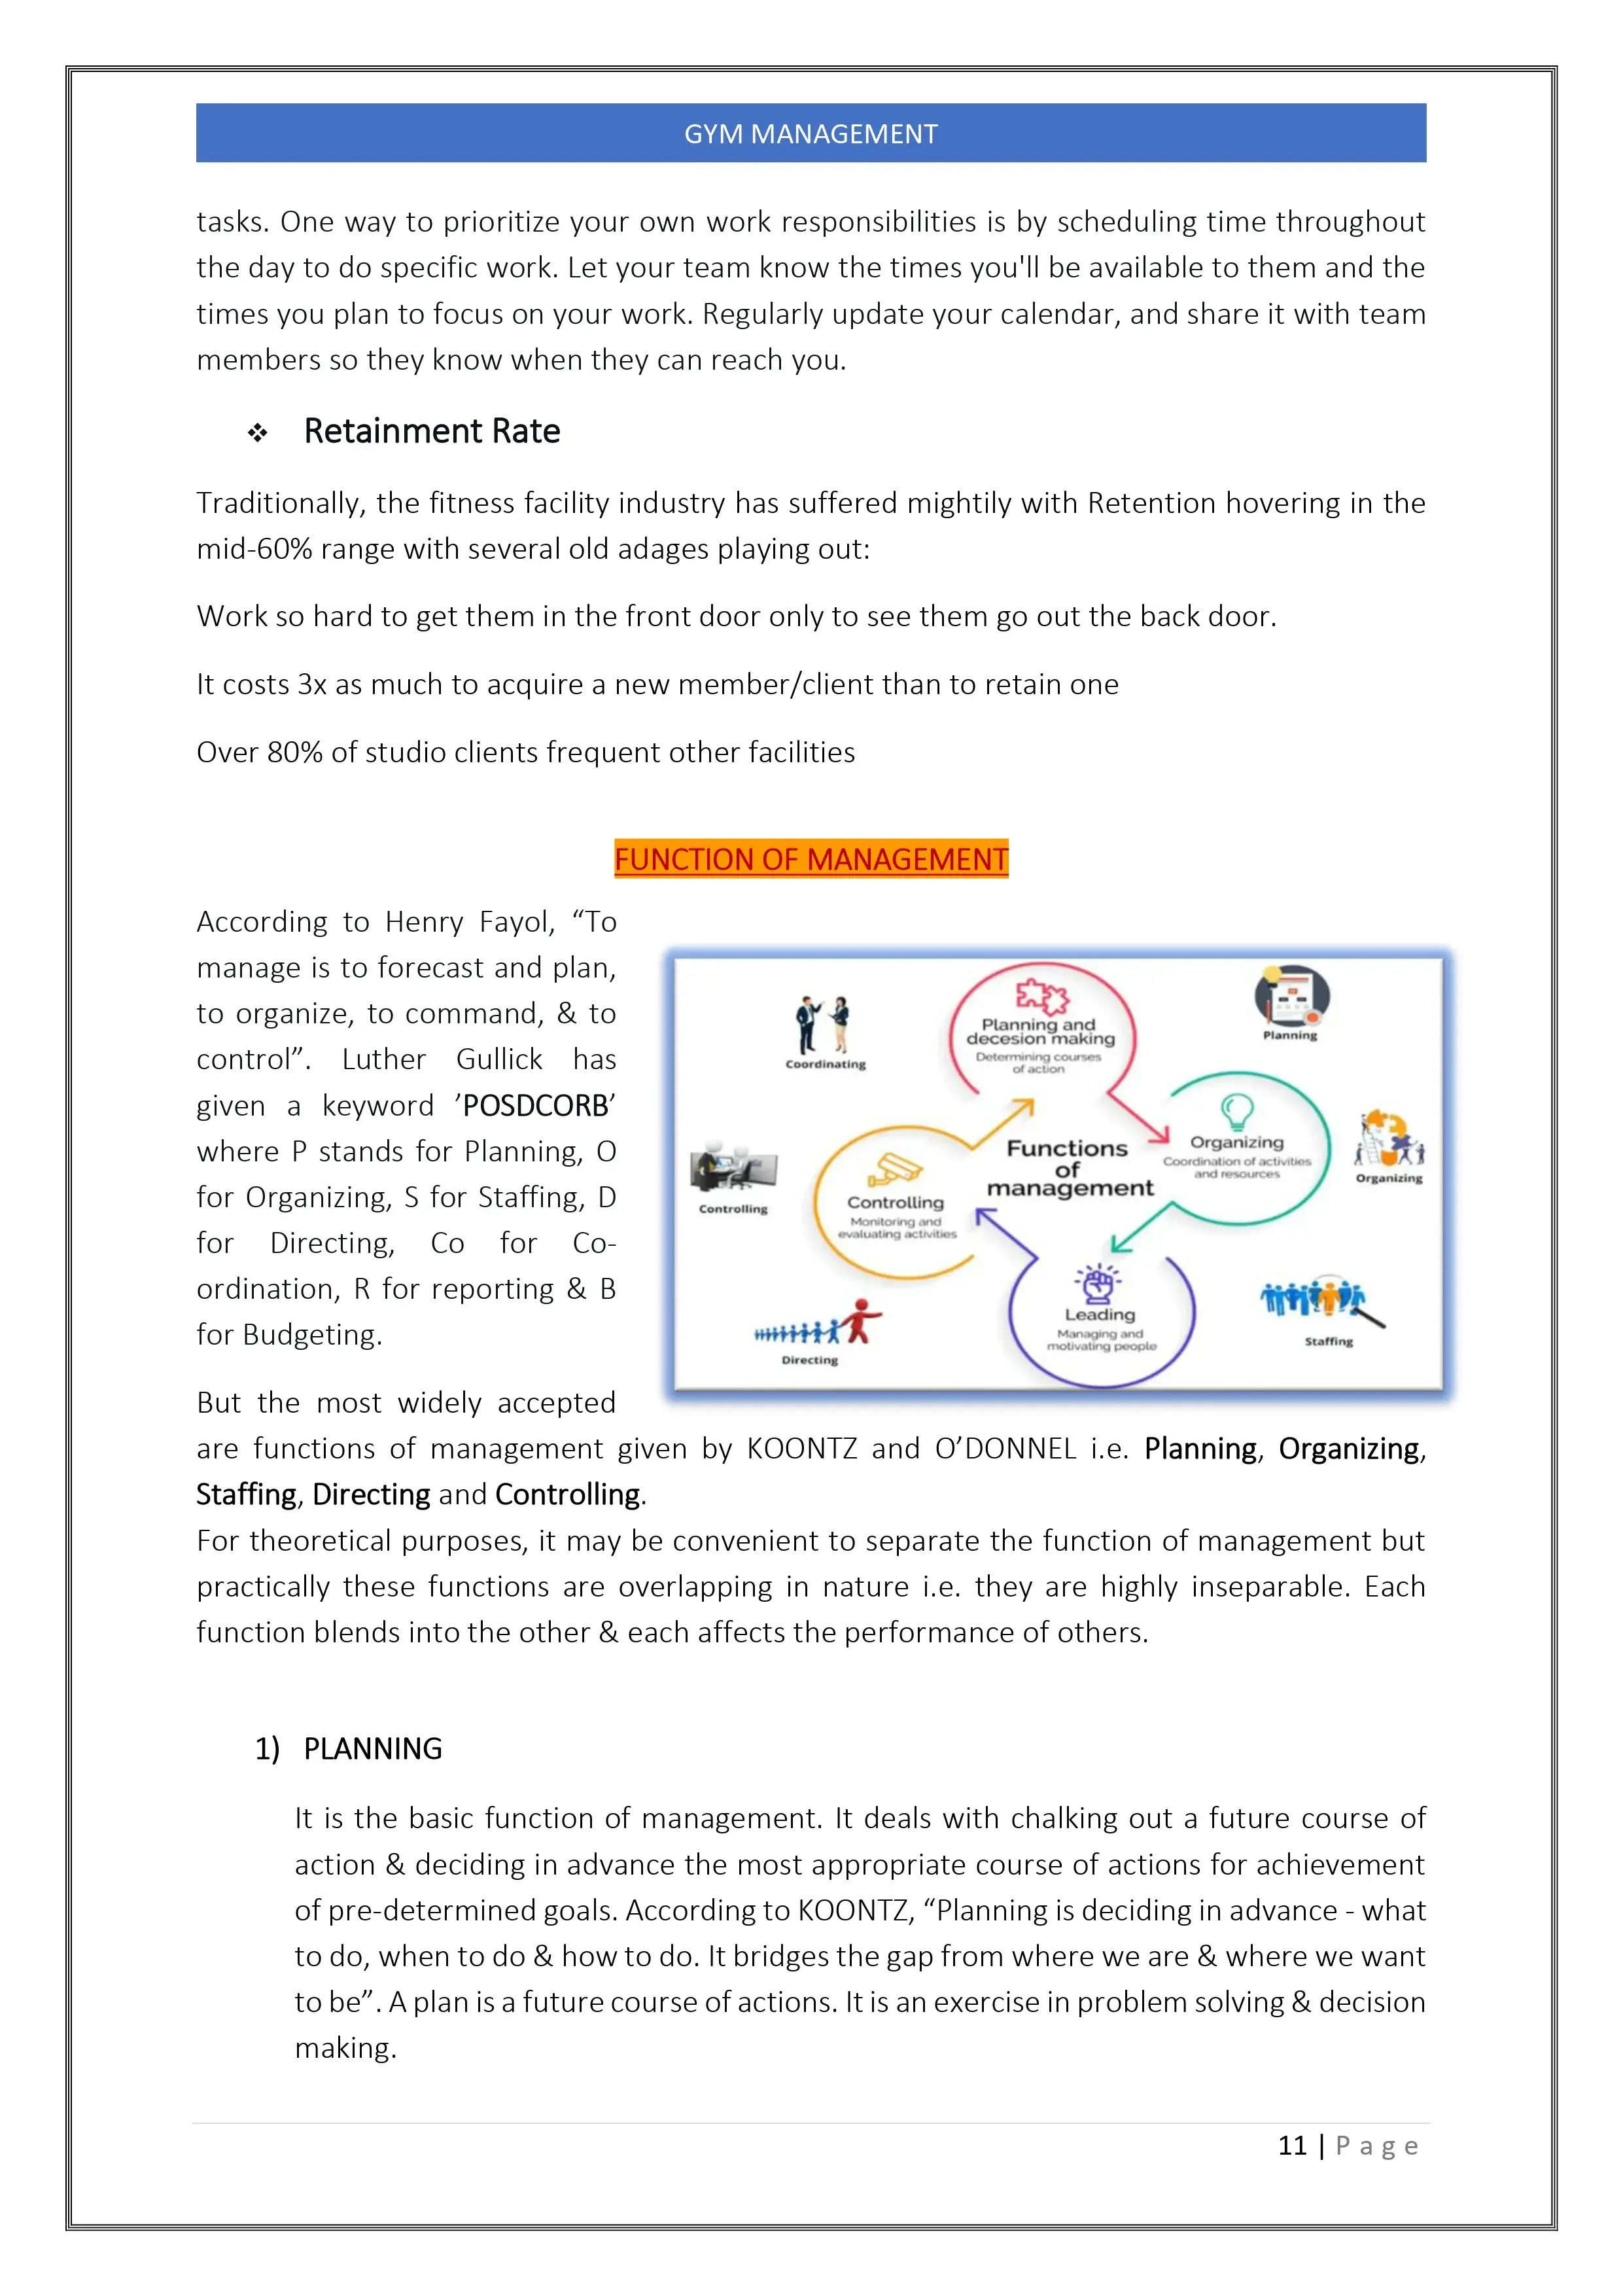 GYM MANAGEMENT
tasks. One way to prioritize your own work responsibilities is by scheduling time throughout
the day to do specific work. Let your team know the times you'll be available to them and the
times you plan to focus on your work. Regularly update your calendar, and share it with team
members so they know when they can reach you.
❖ Retainment Rate
Traditionally, the fitness facility industry has suffered mightily with Retention hovering in the
mid-60% range with several old adages playing out:
Work so hard to get them in the front door only to see them go out the back door.
It costs 3x as much to acquire a new member/client than to retain one
Over 80% of studio clients frequent other facilities
FUNCTION OF MANAGEMENT
According to Henry Fayol, “To
manage is to forecast and plan,
to organize, to command, & to
control”. Luther Gullick has
given a keyword ’POSDCORB’
where P stands for Planning, O
for Organizing, S for Staffing, D
for Directing, Co for Co-
ordination, R for reporting & B
for Budgeting.
Planning and
decesion making
Determining courses
of action
Planning
Coordinating
Organizing
Coordination of activities
and resources
Organizing
Functions
of
management
Controlling
Monitoring and
evaluating activities
Controlling
Leading
Managing and
motivating people
Staffing
Directing
But the most widely accepted
are functions of management given by KOONTZ and O’DONNEL i.e. Planning, Organizing,
Staffing, Directing and Controlling.
For theoretical purposes, it may be convenient to separate the function of management but
practically these functions are overlapping in nature i.e. they are highly inseparable. Each
function blends into the other & each affects the performance of others.
1) PLANNING
It is the basic function of management. It deals with chalking out a future course of
action & deciding in advance the most appropriate course of actions for achievement
of pre-determined goals. According to KOONTZ, “Planning is deciding in advance - what
to do, when to do & how to do. It bridges the gap from where we are & where we want
to be”. A plan is a future course of actions. It is an exercise in problem solving & decision
making.
11 | Page